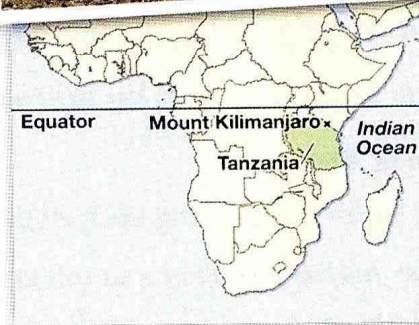 Equator
Mount Kilimanjaro
Indian
Ocean
Tanzania